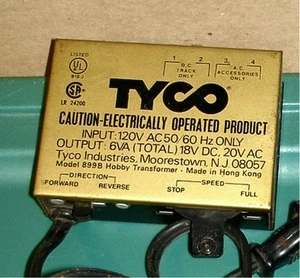 LISTED
UL
SA
LR 24200
1 2 3 4
D.C. TRACK ONLY
A.C. ACCESSORIES ONLY
TYCO
CAUTION-ELECTRICALLY OPERATED PRODUCT
INPUT: 120V AC 50/60 Hz ONLY
OUTPUT: 6VA (TOTAL) 18V DC. 20V AC
Tyco Industries, Moorestown, N.J. 08057
Model 899B Hobby Transformer - Made in Hong Kong
DIRECTION
FORWARD REVERSE
SPEED
STOP FULL